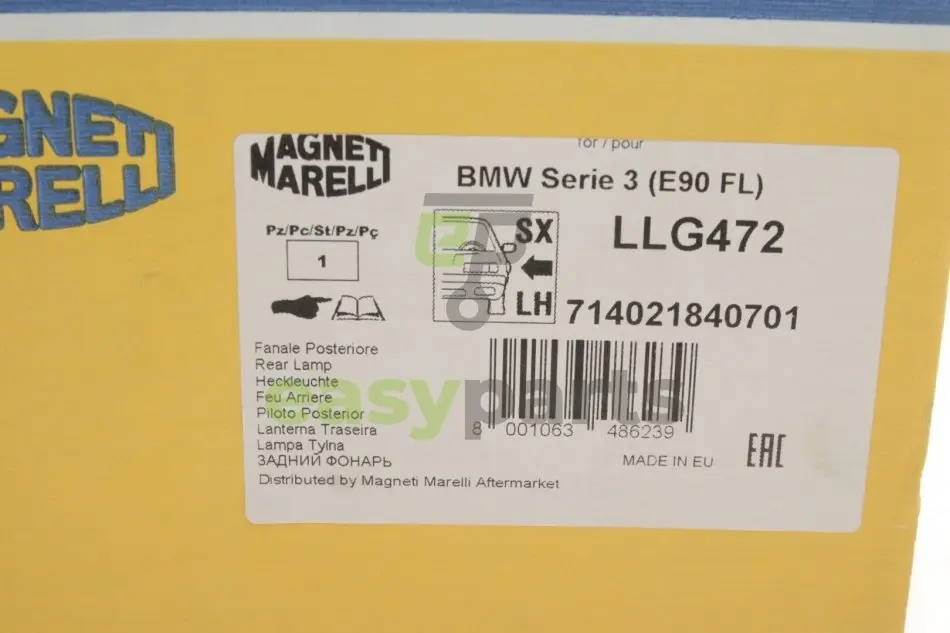 MAGNETI
MARELLI
MAGNETI
MARELLI
for / pour
BMW Serie 3 (E90 FL)
LLG472
Pz/Pc/St/Pz/Pç
1
SX
LH
714021840701
Fanale Posteriore
Rear Lamp
Heckleuchte
Feu Arriere
Piloto Posterior
Lanterna Traseira
Lampa Tylna
ЗАДНИЙ ФОНАРЬ
Distributed by Magneti Marelli Aftermarket
8 001063 486239
MADE IN EU
EAC
easyparts